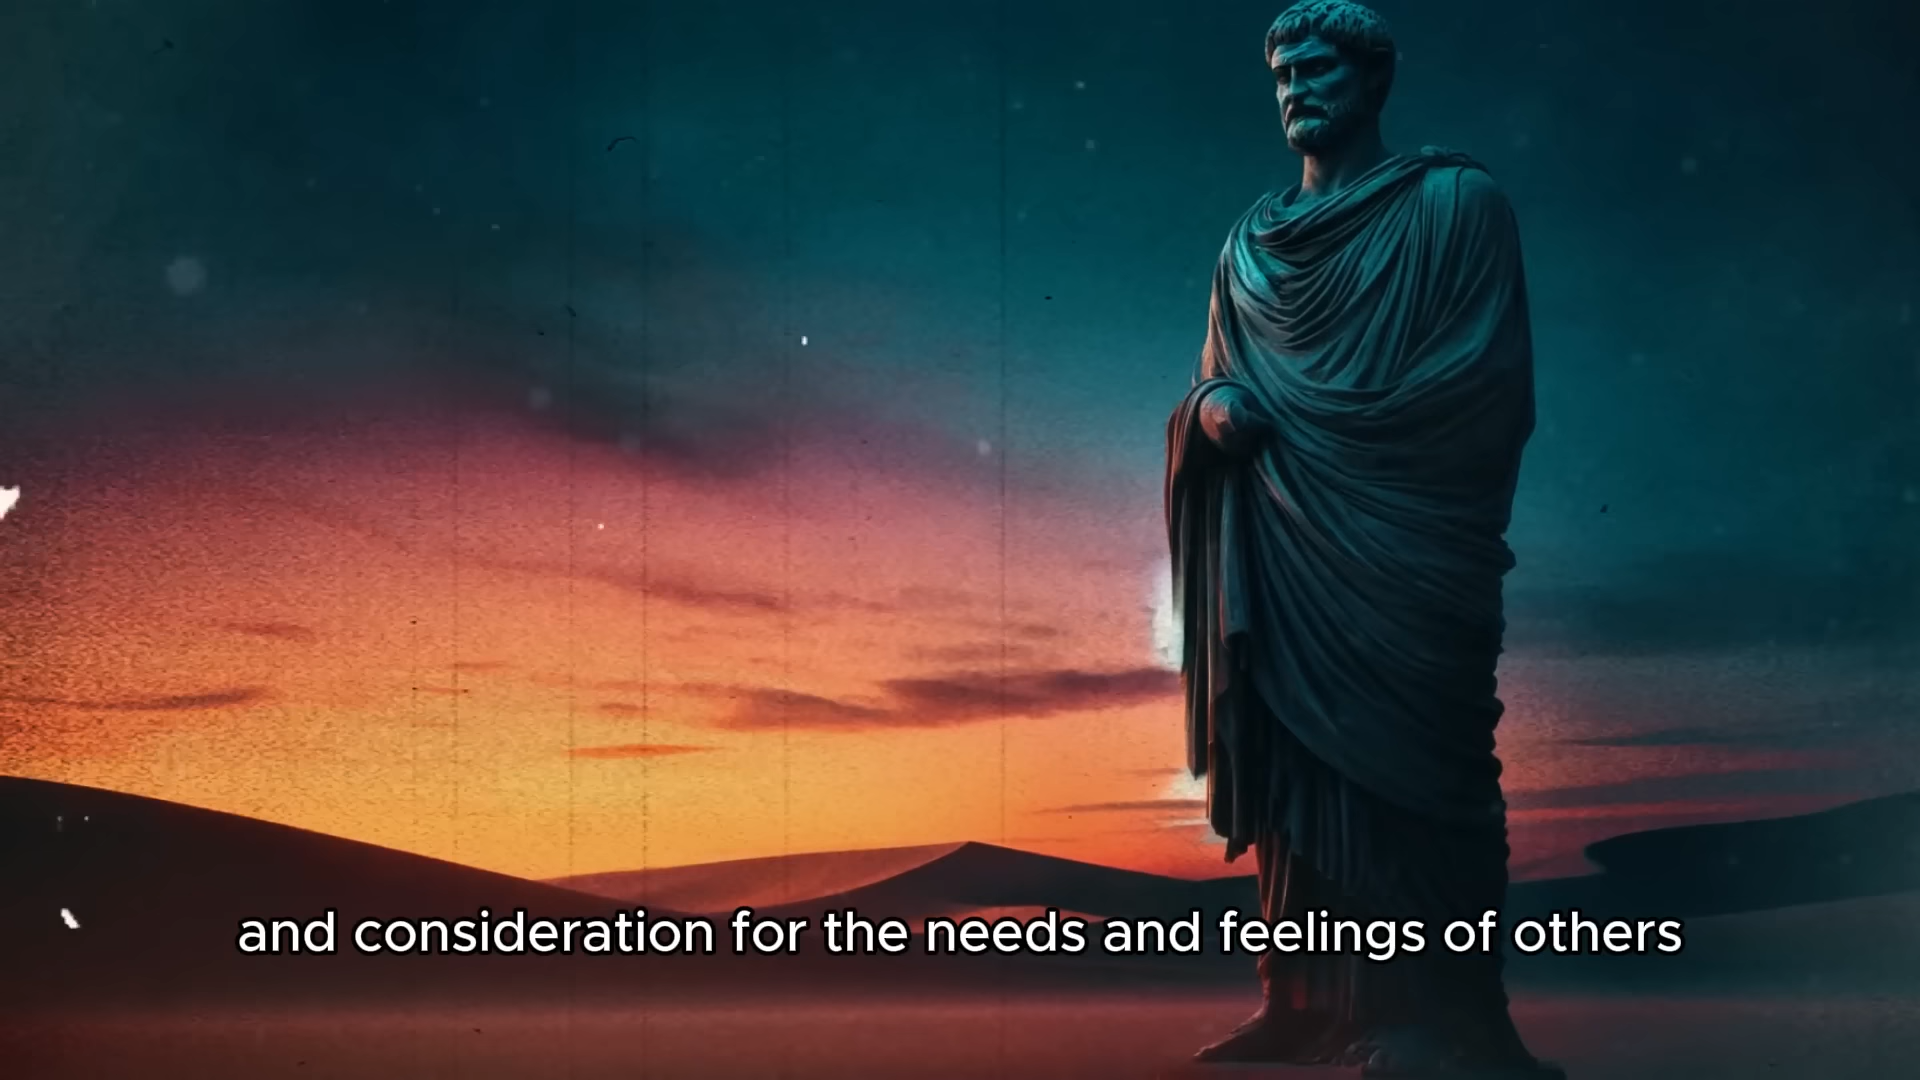 and consideration for the needs and feelings of others